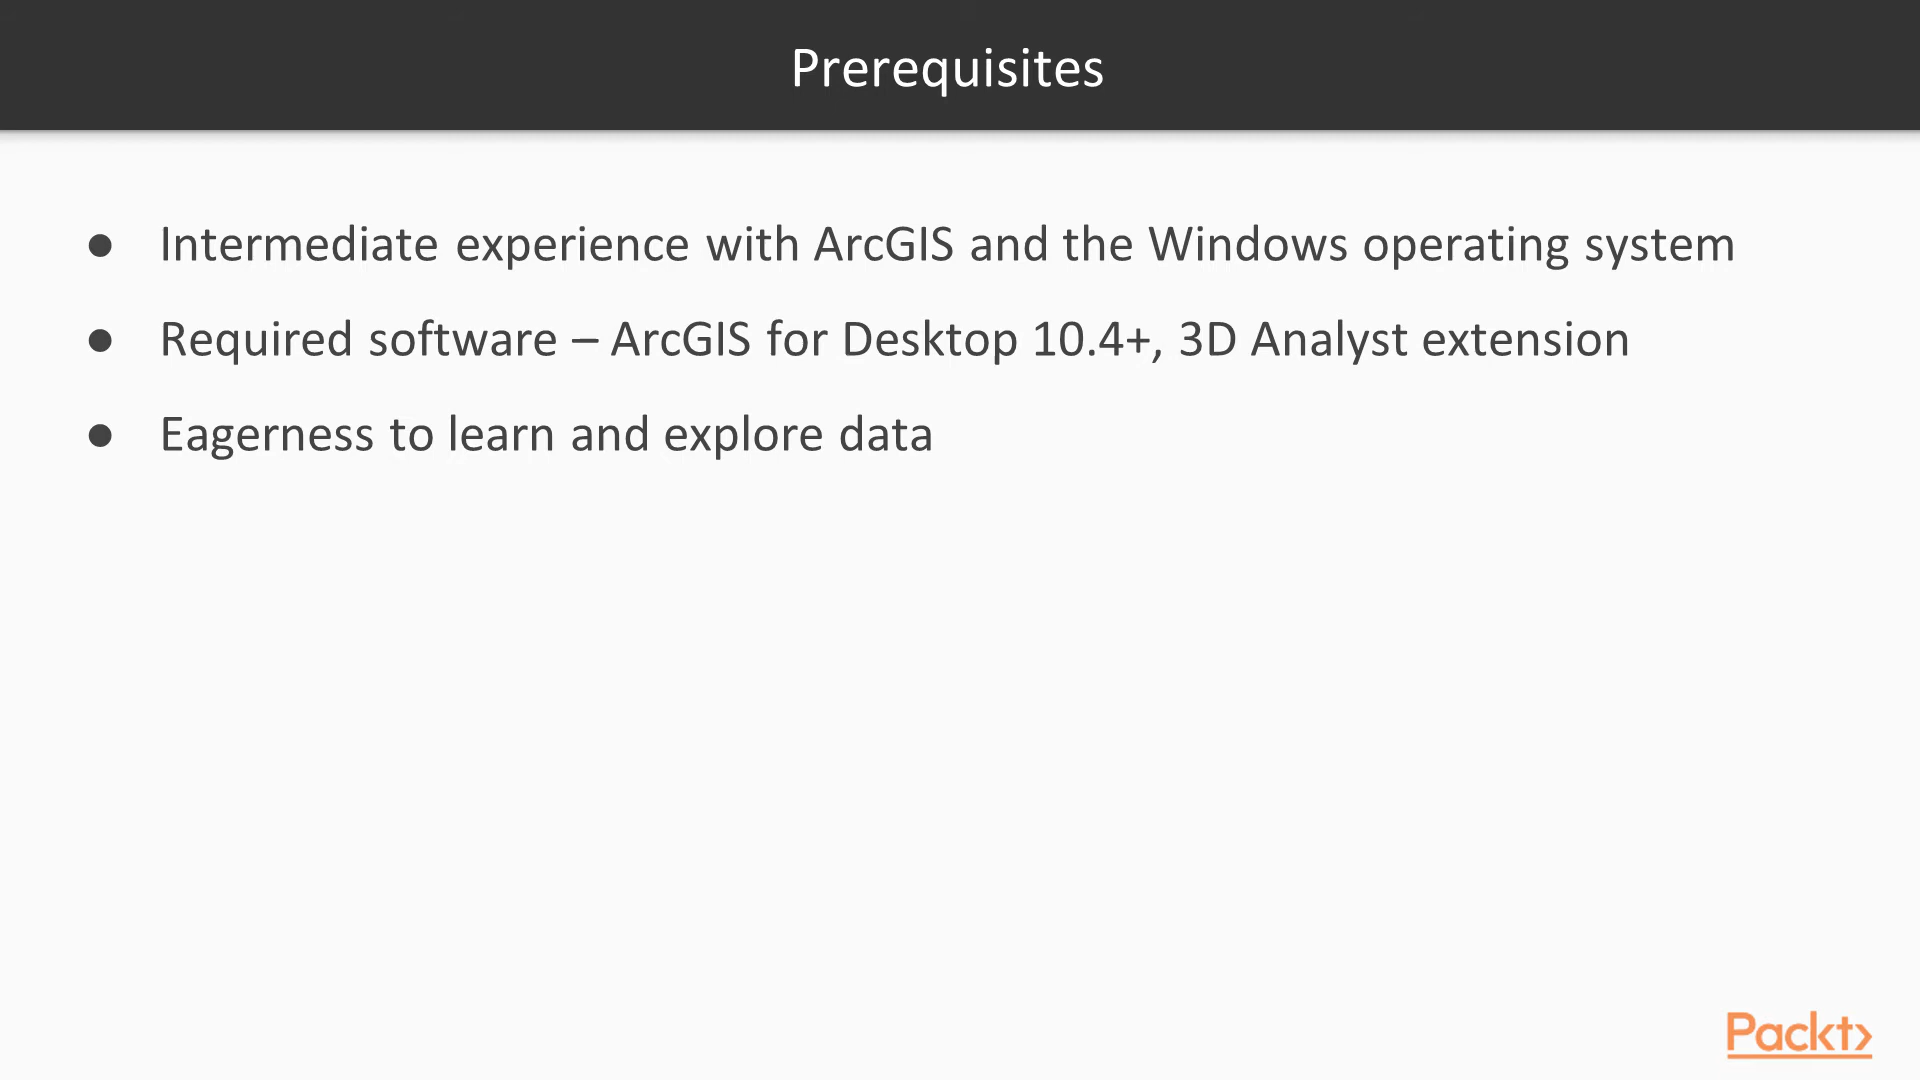 Prerequisites
● Intermediate experience with ArcGIS and the Windows operating system
● Required software – ArcGIS for Desktop 10.4+, 3D Analyst extension
● Eagerness to learn and explore data
Packt>